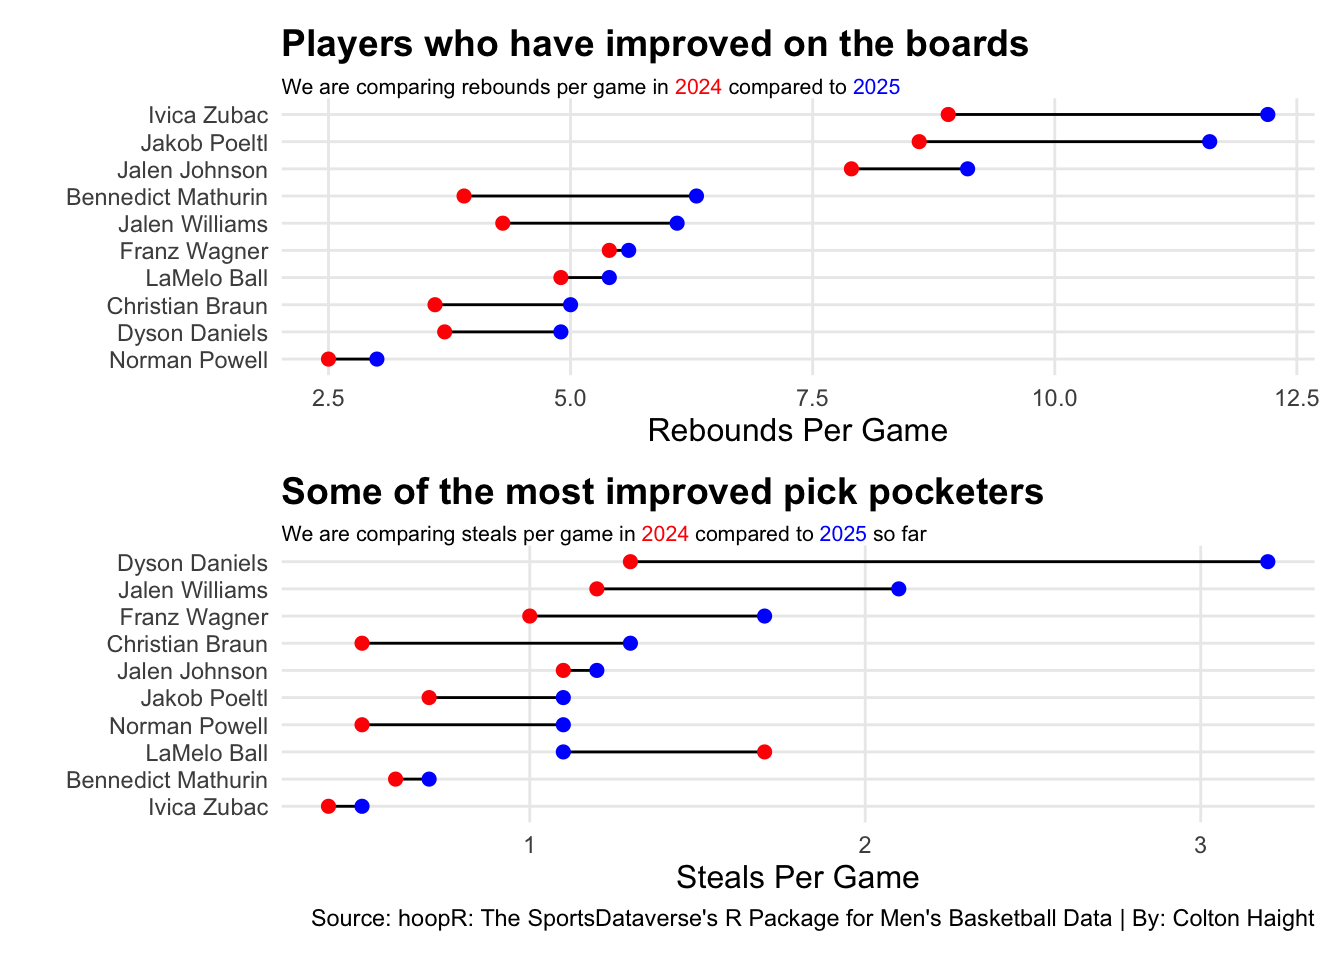 Players who have improved on the boards
We are comparing rebounds per game in 2024 compared to 2025
Ivica Zubac
Jakob Poeltl
Jalen Johnson
Bennedict Mathurin
Jalen Williams
Franz Wagner
LaMelo Ball
Christian Braun
Dyson Daniels
Norman Powell
2.5 5.0 7.5 10.0 12.5
Rebounds Per Game
Some of the most improved pick pocketers
We are comparing steals per game in 2024 compared to 2025 so far
Dyson Daniels
Jalen Williams
Franz Wagner
Christian Braun
Jalen Johnson
Jakob Poeltl
Norman Powell
LaMelo Ball
Bennedict Mathurin
Ivica Zubac
1 2 3
Steals Per Game
Source: hoopR: The SportsDataverse's R Package for Men's Basketball Data | By: Colton Haight